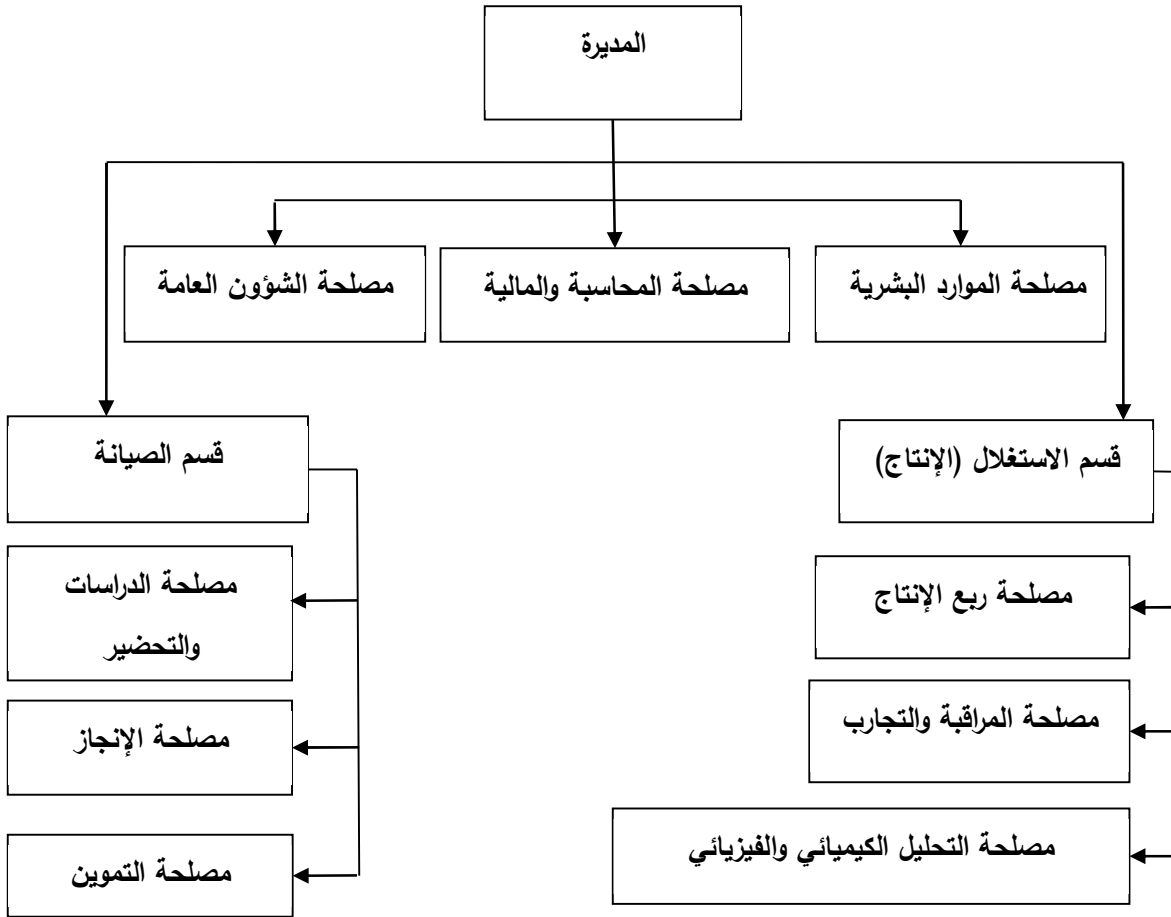 المديرة
مصلحة الموارد البشرية
مصلحة المحاسبة والمالية
مصلحة الشؤون العامة
قسم الاستغلال (الإنتاج)
قسم الصيانة
مصلحة ربع الإنتاج
مصلحة الدراسات
والتحضير
مصلحة المراقبة والتجارب
مصلحة الإنجاز
مصلحة التحليل الكيميائي والفيزيائي
مصلحة التموين